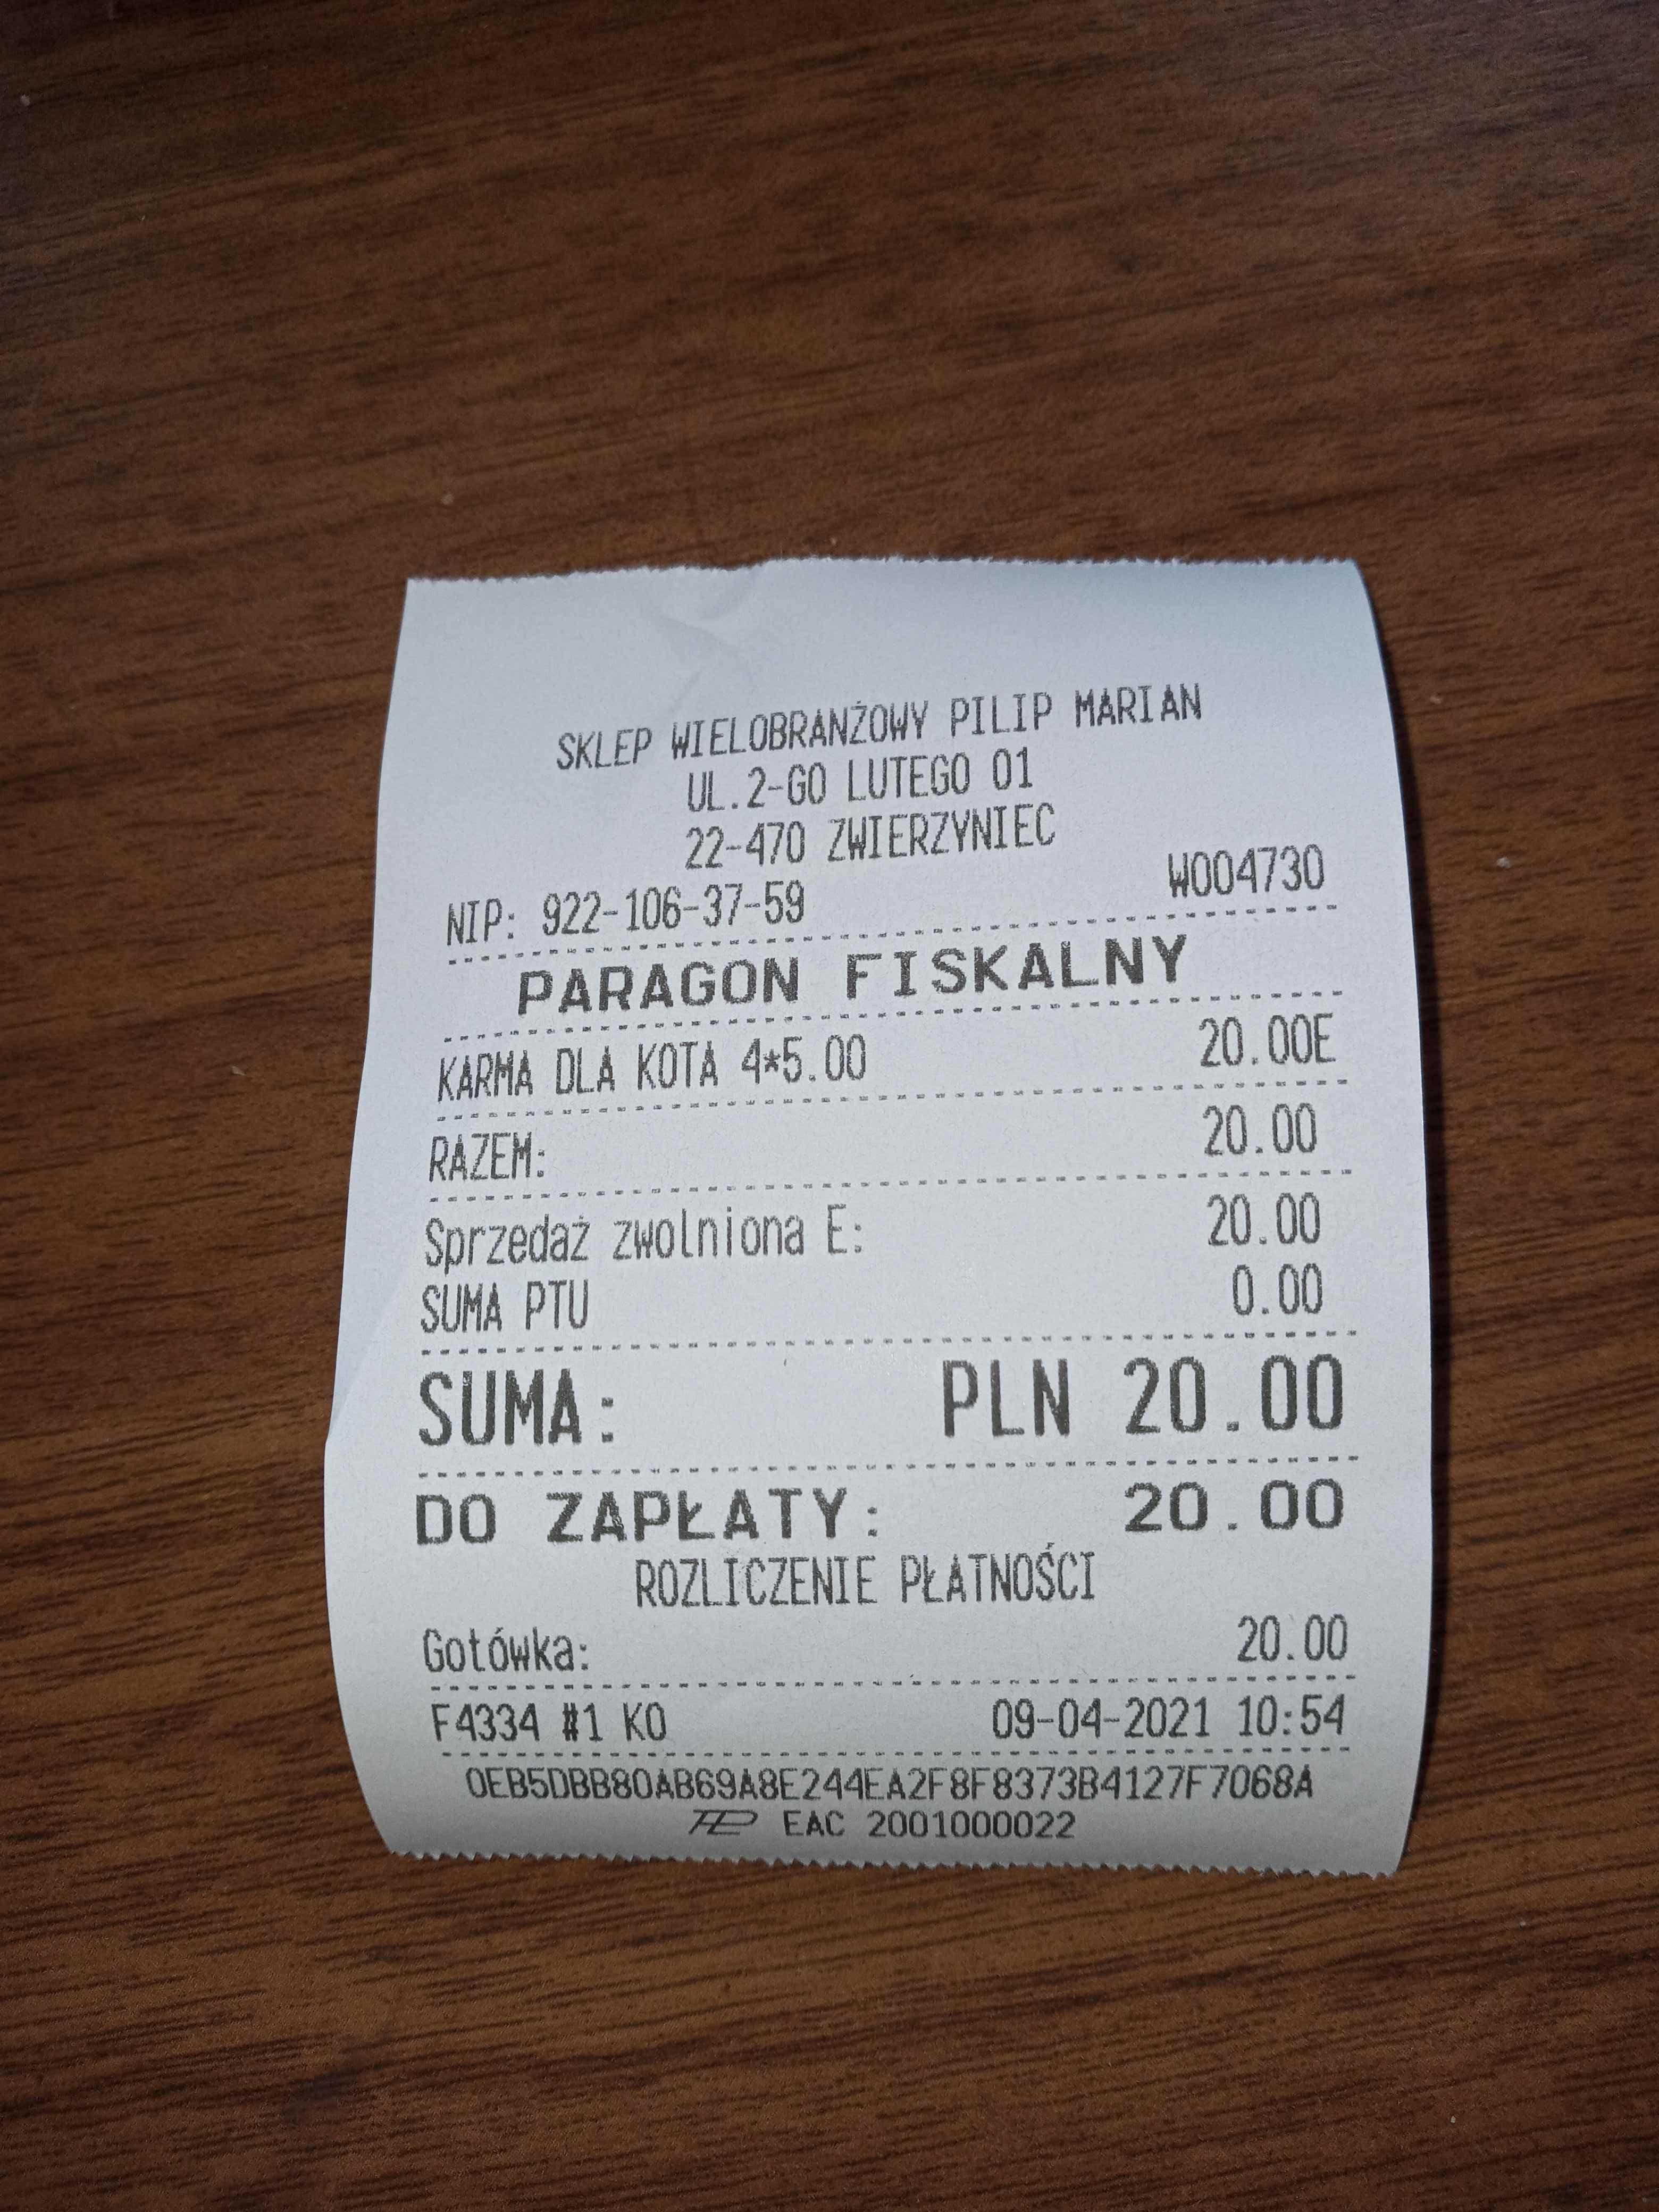 SKLEP WIELOBRANŻOWY PILIP MARIAN
UL.2-GO LUTEGO 01
22-470 ZWIERZYNIEC
NIP: 922-106-37-59 W004730
PARAGON FISKALNY
KARMA DLA KOTA 4*5.00 20.00E
RAZEM: 20.00
Sprzedaż zwolniona E: 20.00
SUMA PTU 0.00
SUMA: PLN 20.00
DO ZAPŁATY: 20.00
ROZLICZENIE PŁATNOŚCI
Gotówka: 20.00
F4334 #1 KO 09-04-2021 10:54
0EB5DBB80AB69A8E244EA2F8F8373B4127F7068A
EAC 2001000022